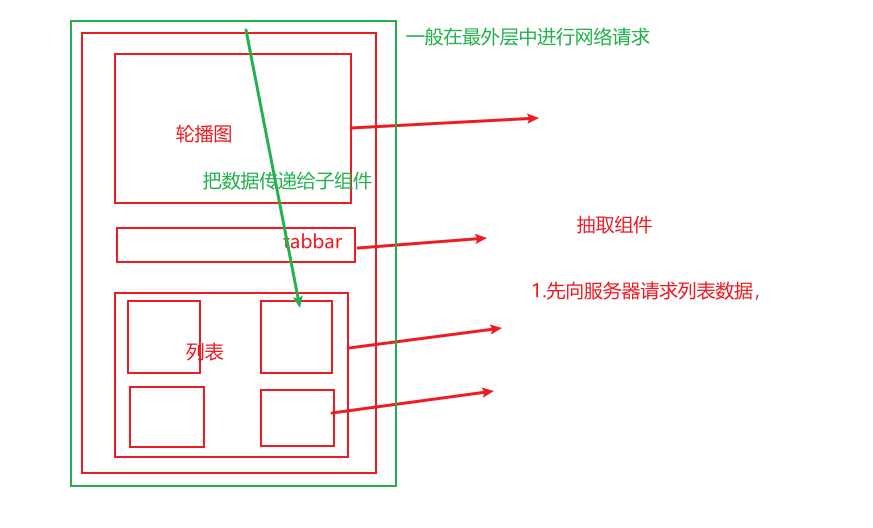 一般在最外层中进行网络请求
轮播图
把数据传递给子组件
抽取组件
tabbar
1.先向服务器请求列表数据，
列表